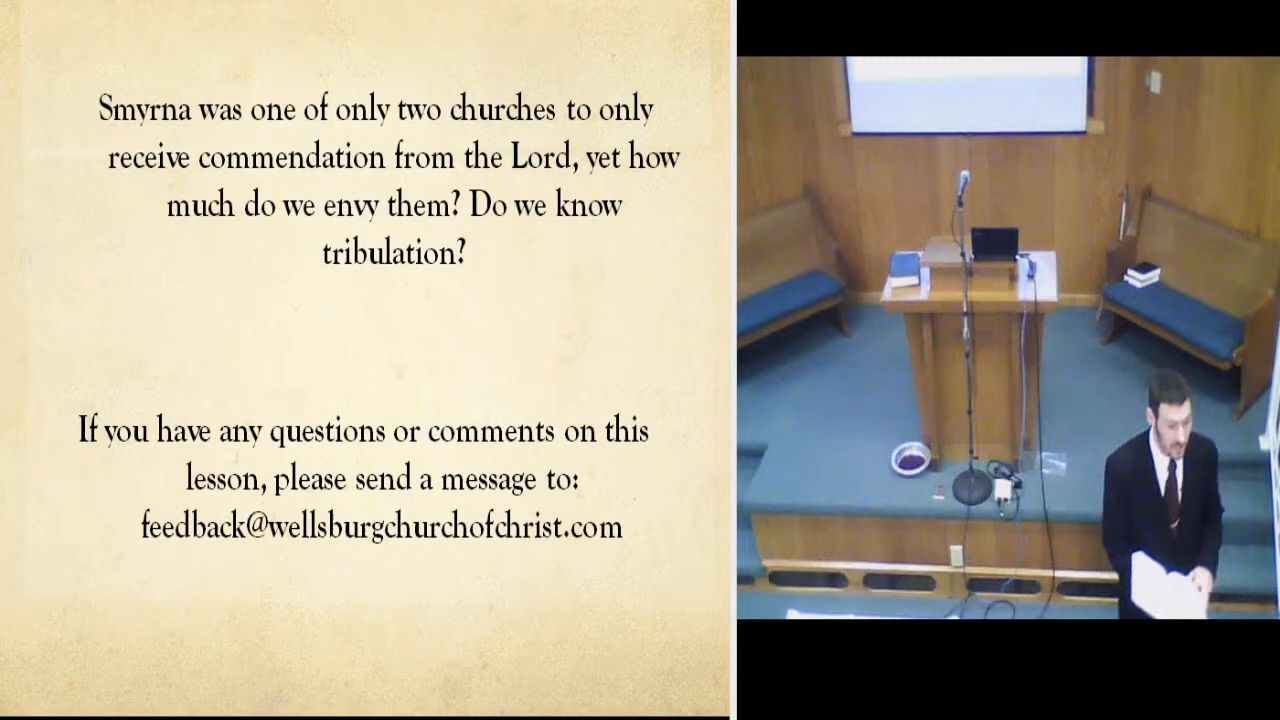 Smyrna was one of only two churches to only
receive commendation from the Lord, yet how
much do we envy them? Do we know
tribulation?
If you have any questions or comments on this
lesson, please send a message to:
feedback@wellsburgchurchofchrist.com